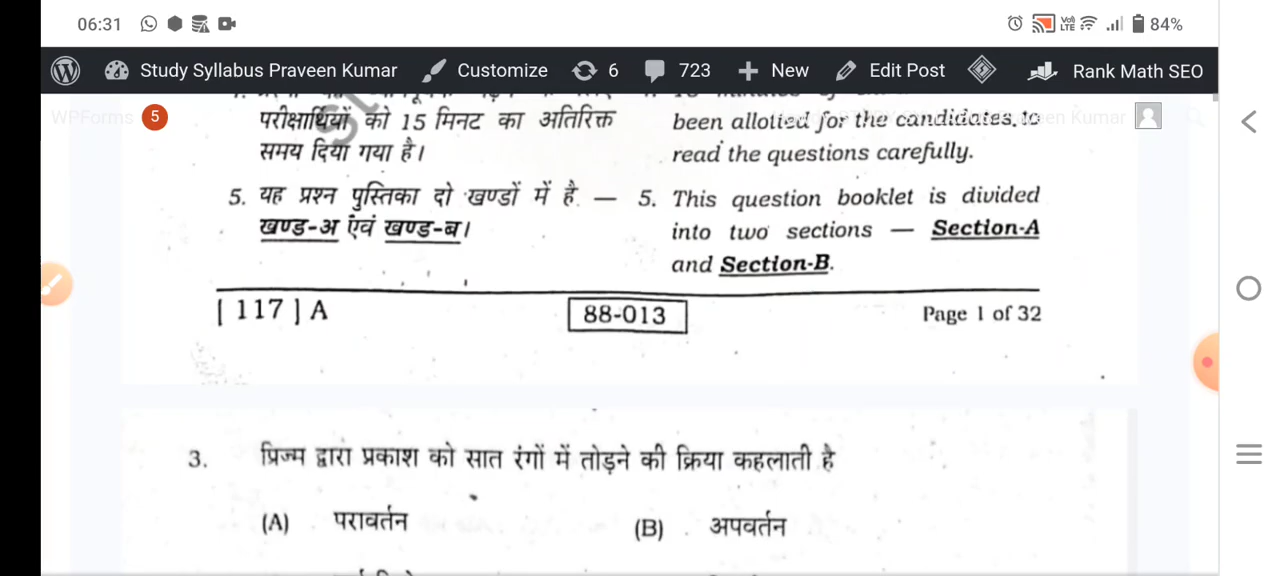 06:31
84%
Study Syllabus Praveen Kumar
Customize
6
723
New
Edit Post
Rank Math SEO
WPForms 5
परीक्षार्थियों को 15 मिनट का अतिरिक्त
समय दिया गया है।
5. यह प्रश्न पुस्तिका दो खण्डों में है —
खण्ड-अ एवं खण्ड-ब।
been allotted for the candidates to
read the questions carefully.
5. This question booklet is divided
into two sections — Section-A
and Section-B.
[ 117 ] A
88-013
Page 1 of 32
3. प्रिज्म द्वारा प्रकाश को सात रंगों में तोड़ने की क्रिया कहलाती है
(A) परावर्तन
(B) अपवर्तन